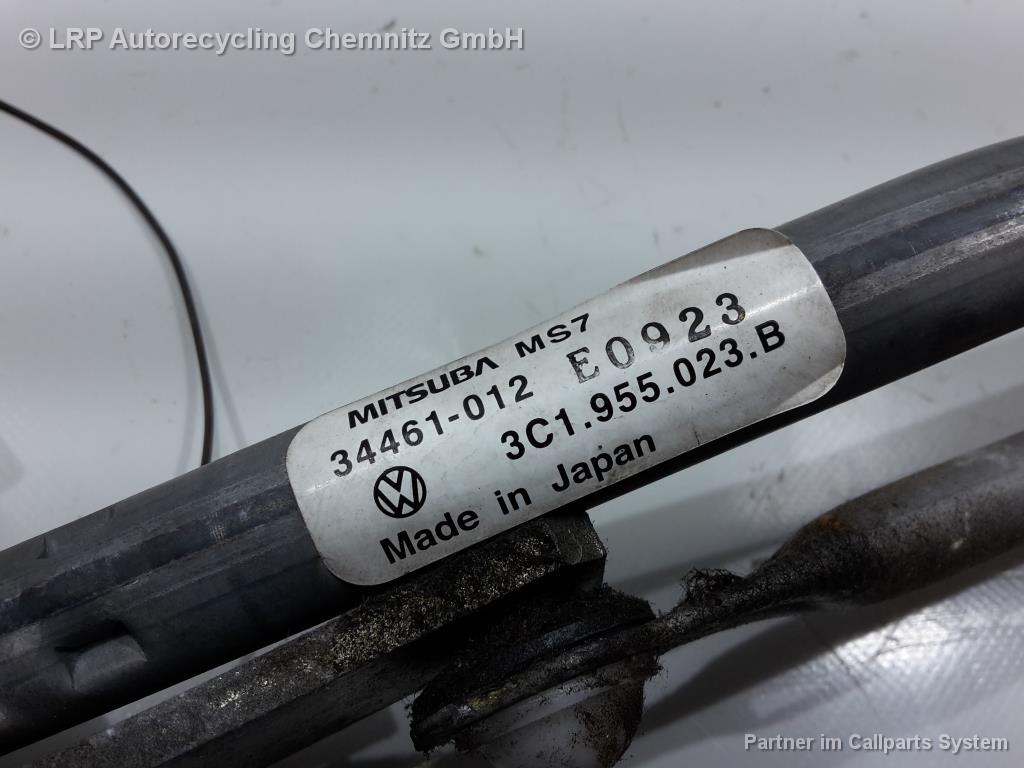 © LRP Autorecycling Chemnitz GmbH
MITSUBA MS7
34461-012 E0923
3C1.955.023.B
Made in Japan
Partner im Callparts System